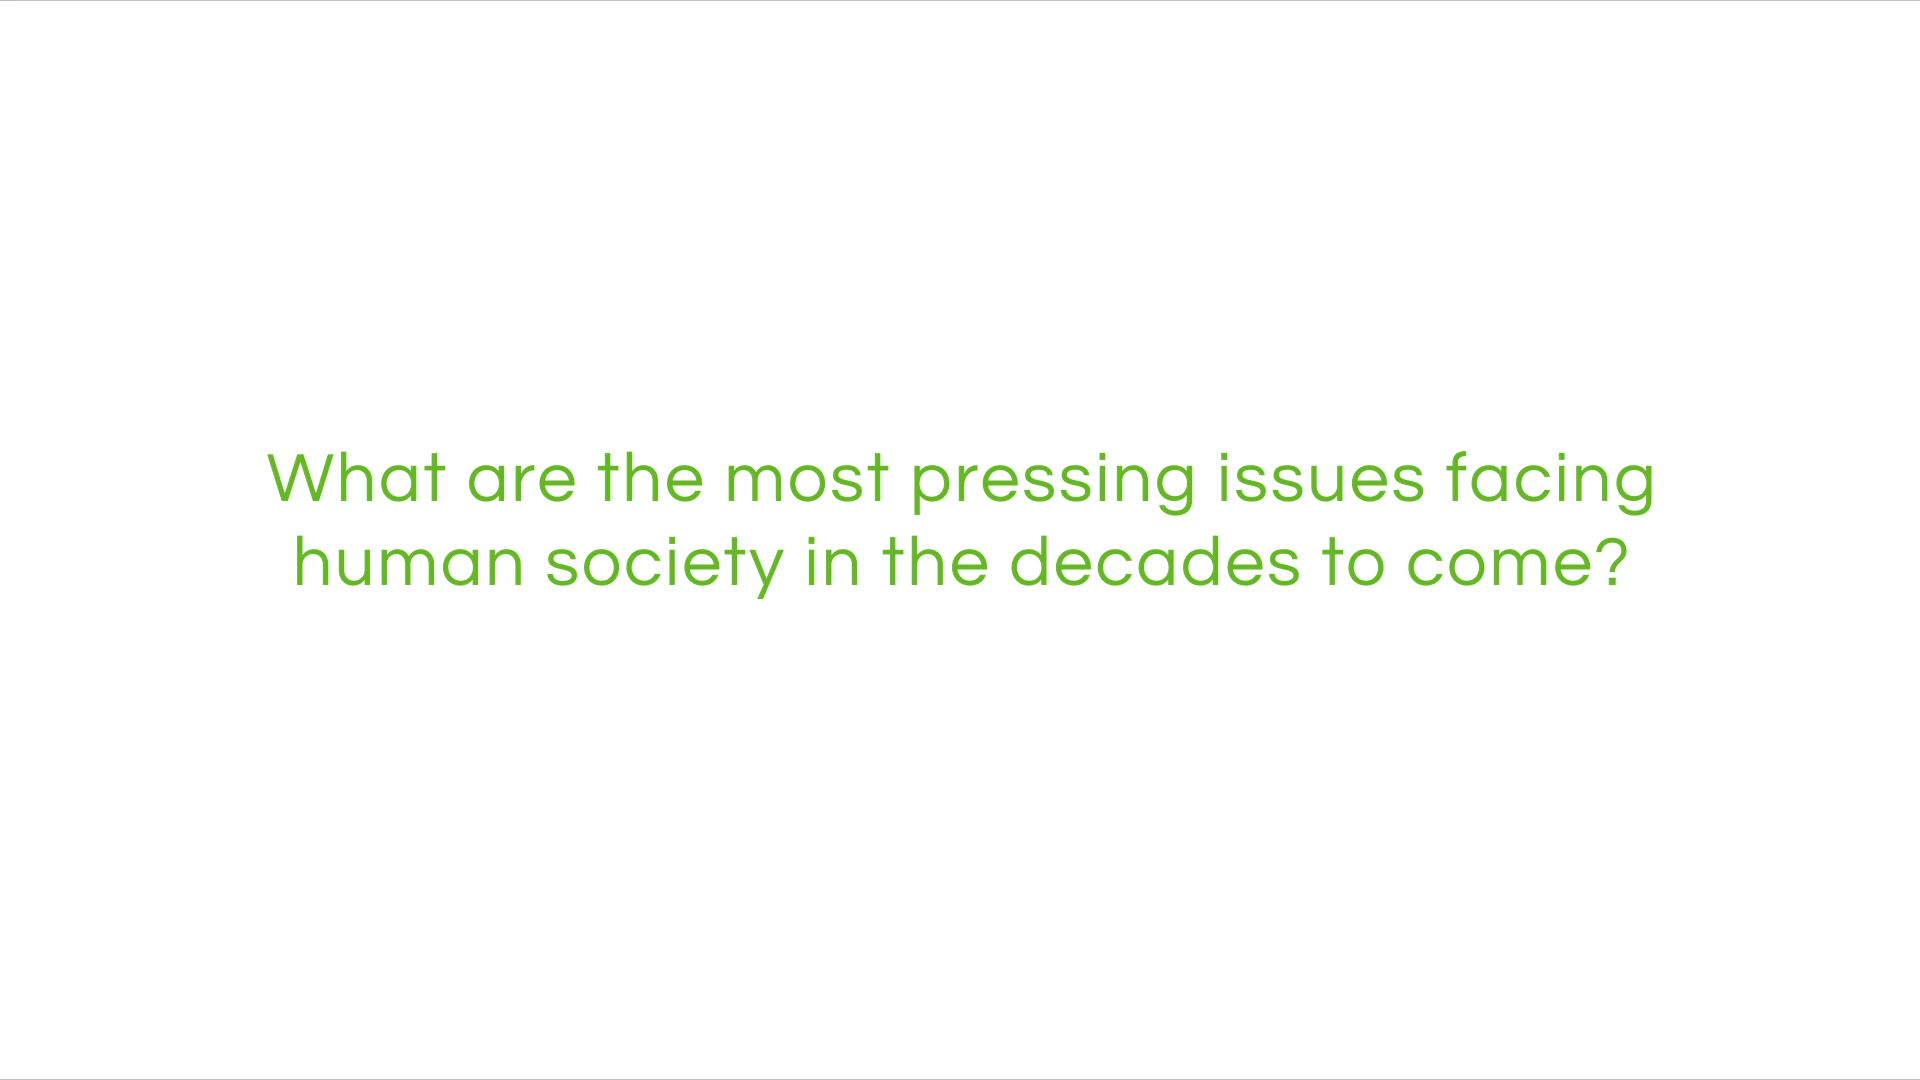 What are the most pressing issues facing
human society in the decades to come?